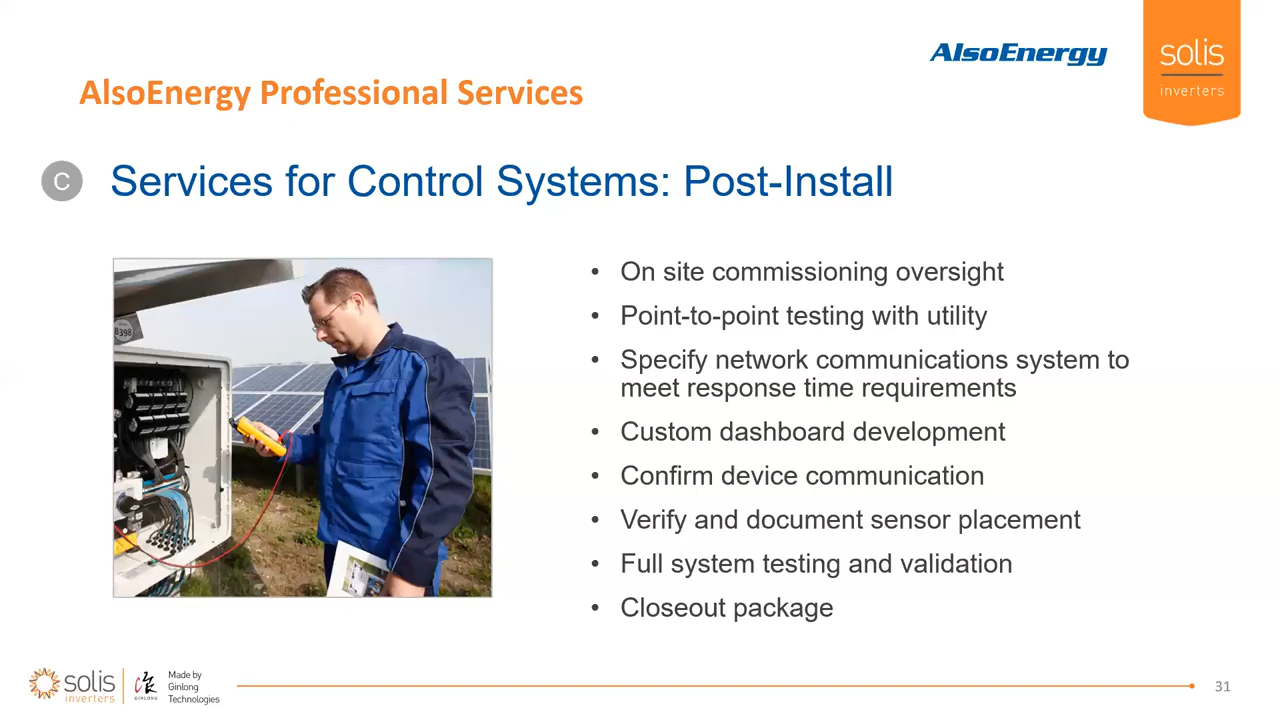 AlsoEnergy
solis
inverters
AlsoEnergy Professional Services
C
Services for Control Systems: Post-Install
B398
• On site commissioning oversight
• Point-to-point testing with utility
• Specify network communications system to
meet response time requirements
• Custom dashboard development
• Confirm device communication
• Verify and document sensor placement
• Full system testing and validation
• Closeout package
solis
inverters
GINLONG
Made by
Ginlong
Technologies
31